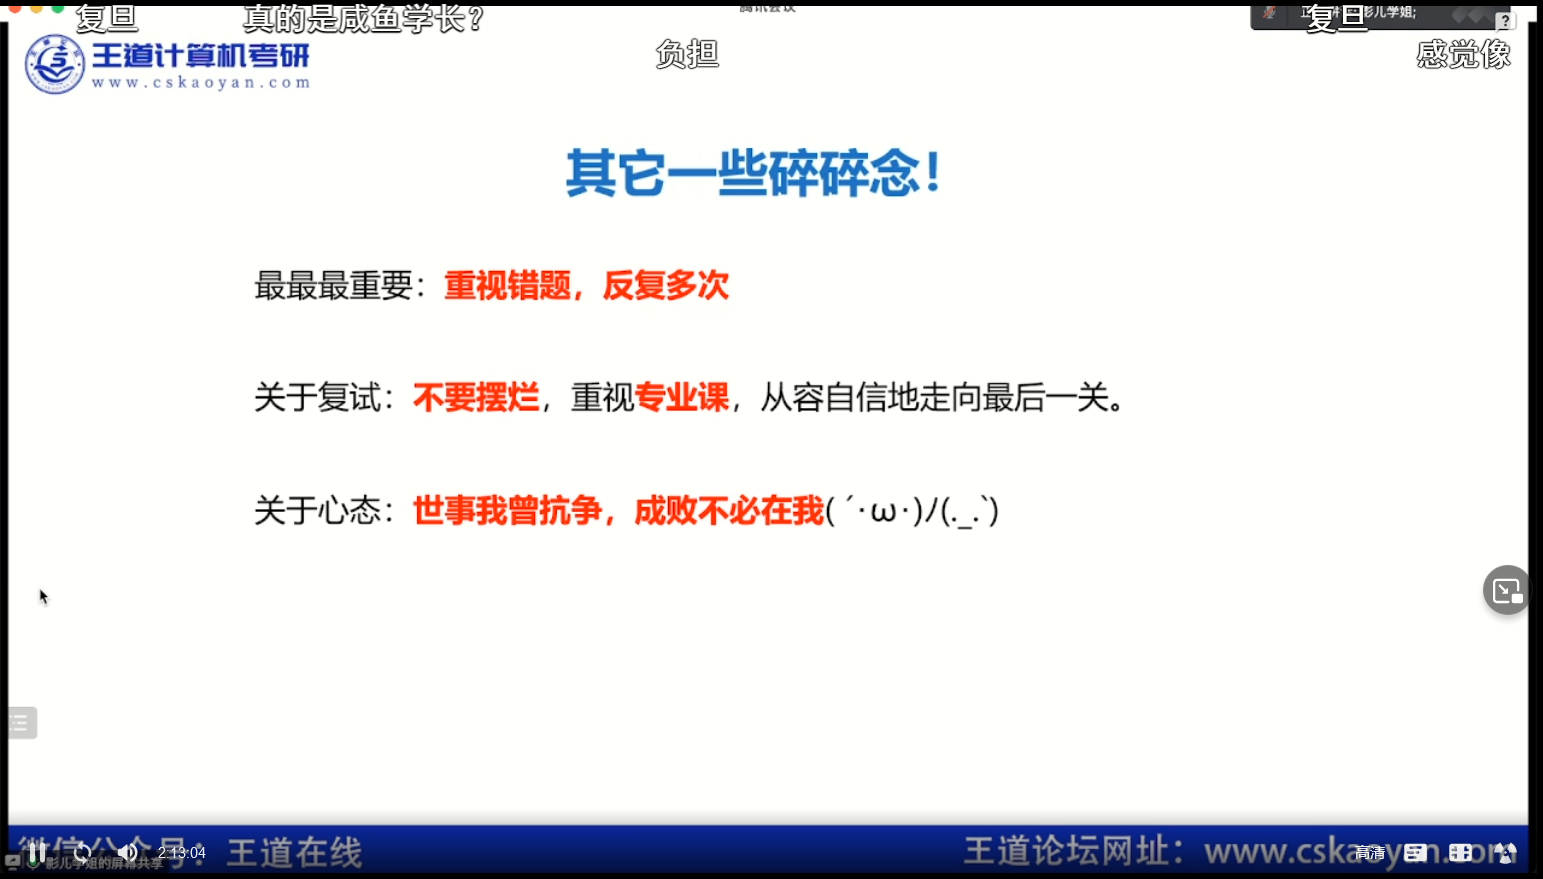 复旦
真的是咸鱼学长？
复旦
影儿学姐;
负担
感觉像
王道计算机考研
www.cskaoyan.com
其它一些碎碎念！
最最最重要：重视错题，反复多次
关于复试：不要摆烂，重视专业课，从容自信地走向最后一关。
关于心态：世事我曾抗争，成败不必在我( ´･ω･)/(._.`)
微信公众号：王道在线
王道论坛网址：www.cskaoyan.com
2:13:04
高清
影儿学姐的屏幕共享